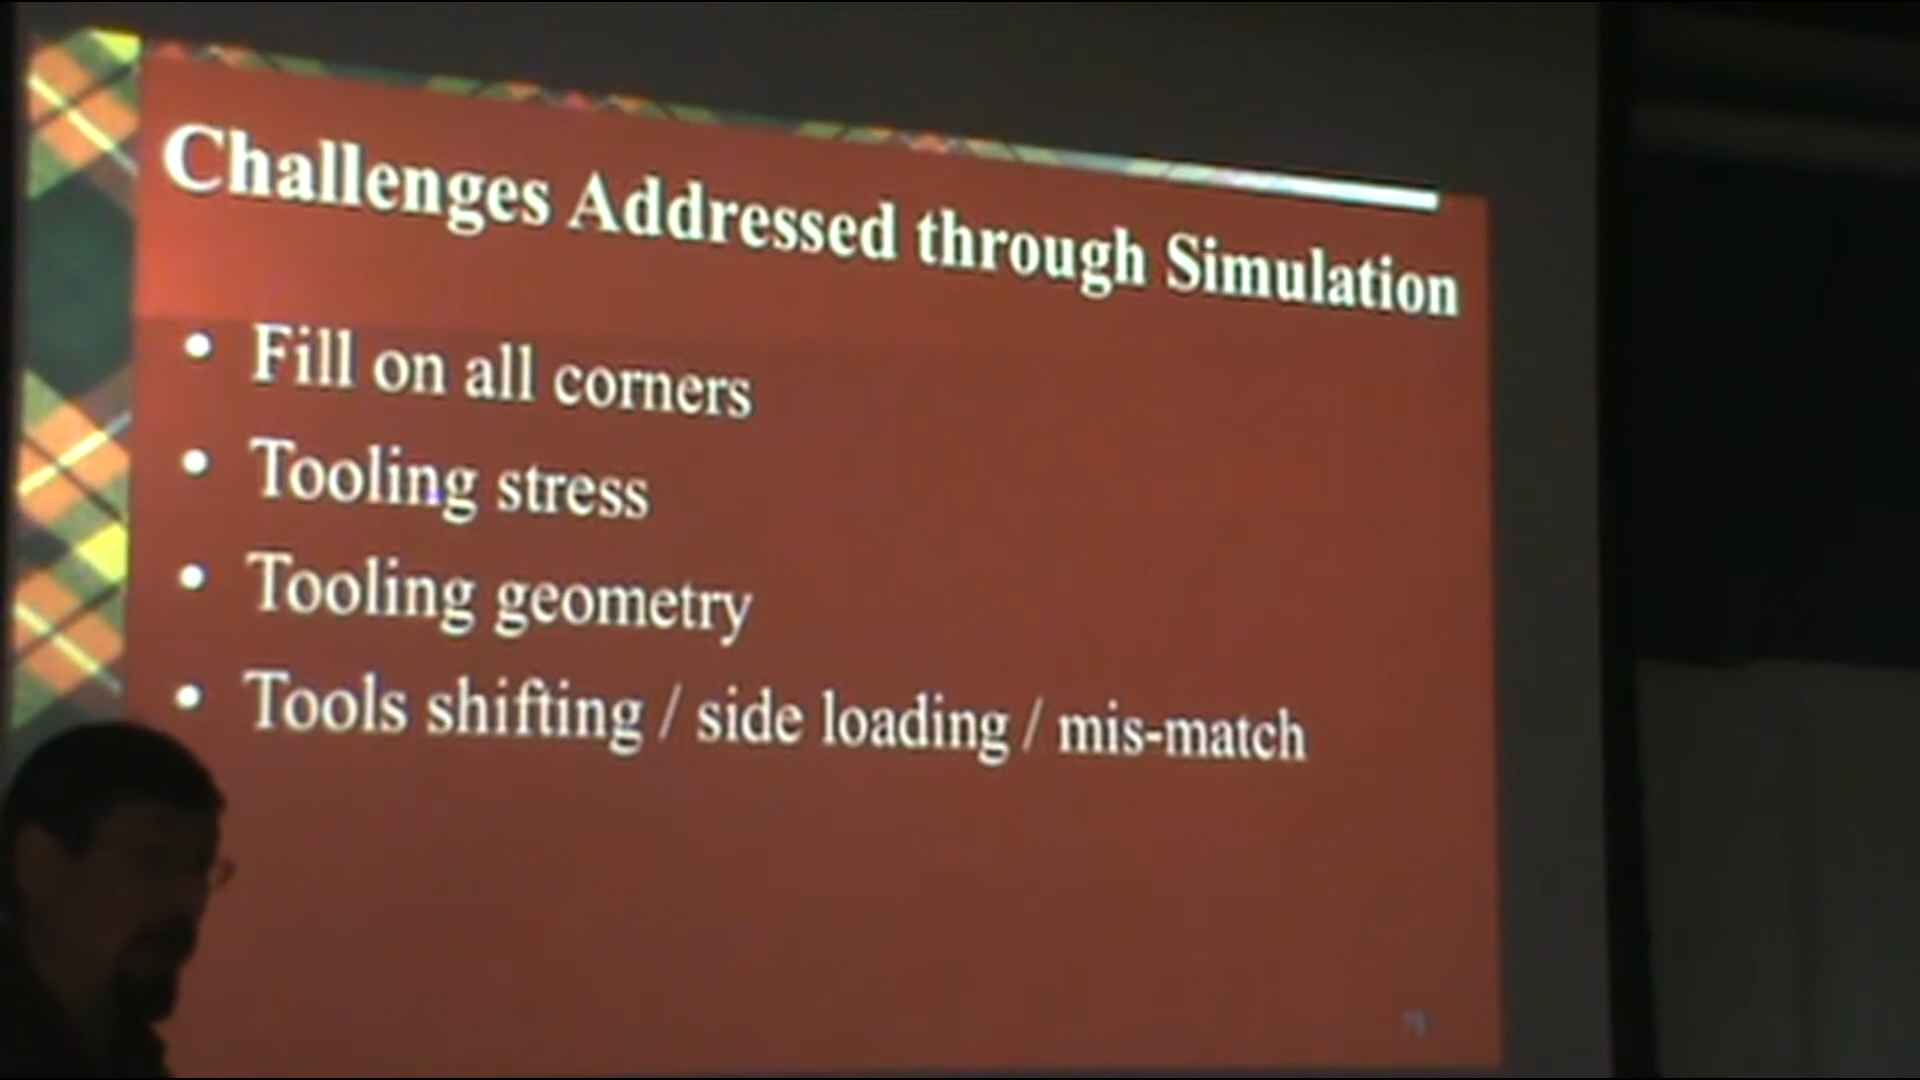 Challenges Addressed through Simulation
• Fill on all corners
• Tooling stress
• Tooling geometry
• Tools shifting / side loading / mis-match